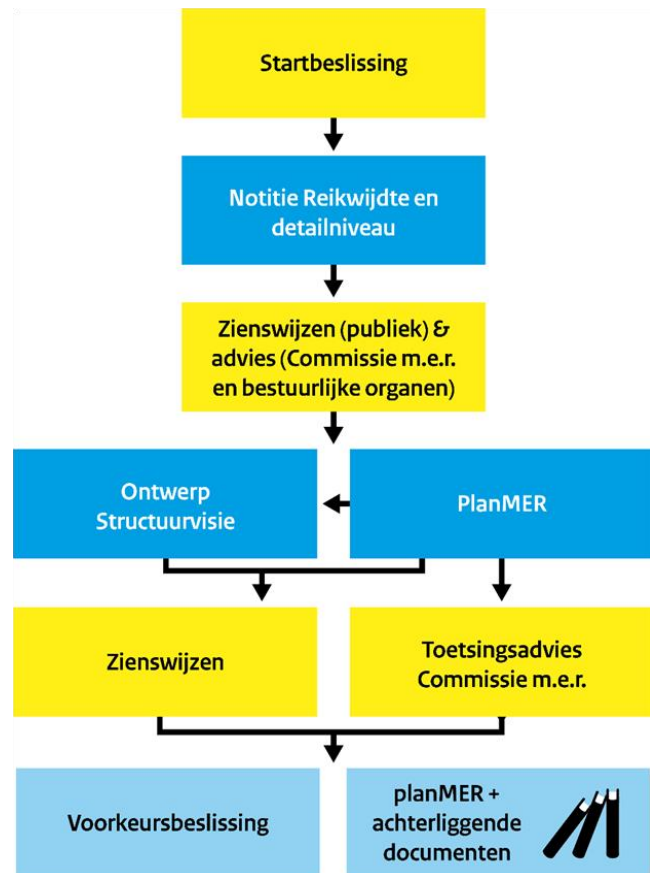 Startbeslissing
Notitie Reikwijdte en
detailniveau
Zienswijzen (publiek) &
advies (Commissie m.e.r.
en bestuurlijke organen)
Ontwerp
Structuurvisie
PlanMER
Zienswijzen
Toetsingsadvies
Commissie m.e.r.
Voorkeursbeslissing
planMER +
achterliggende
documenten